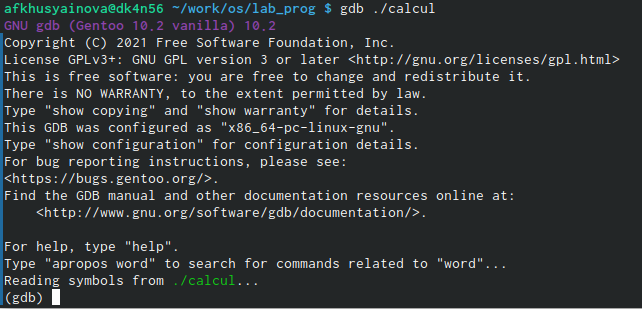 afkhusyainova@dk4n56 ~/work/os/lab_prog $ gdb ./calcul
GNU gdb (Gentoo 10.2 vanilla) 10.2
Copyright (C) 2021 Free Software Foundation, Inc.
License GPLv3+: GNU GPL version 3 or later <http://gnu.org/licenses/gpl.html>
This is free software: you are free to change and redistribute it.
There is NO WARRANTY, to the extent permitted by law.
Type "show copying" and "show warranty" for details.
This GDB was configured as "x86_64-pc-linux-gnu".
Type "show configuration" for configuration details.
For bug reporting instructions, please see:
<https://bugs.gentoo.org/>.
Find the GDB manual and other documentation resources online at:
    <http://www.gnu.org/software/gdb/documentation/>.

For help, type "help".
Type "apropos word" to search for commands related to "word"...
Reading symbols from ./calcul...
(gdb)